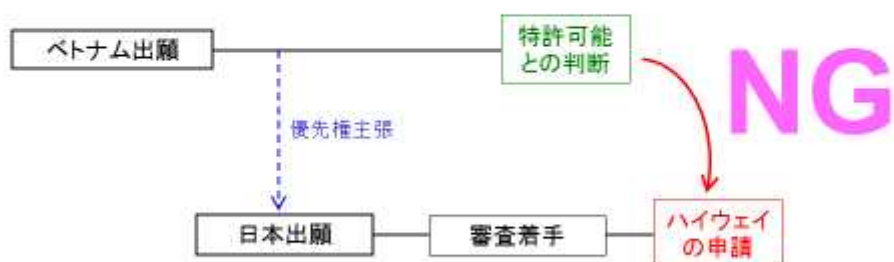 ベトナム出願
特許可能
との判断
NG
優先権主張
日本出願
審査着手
ハイウェイ
の申請